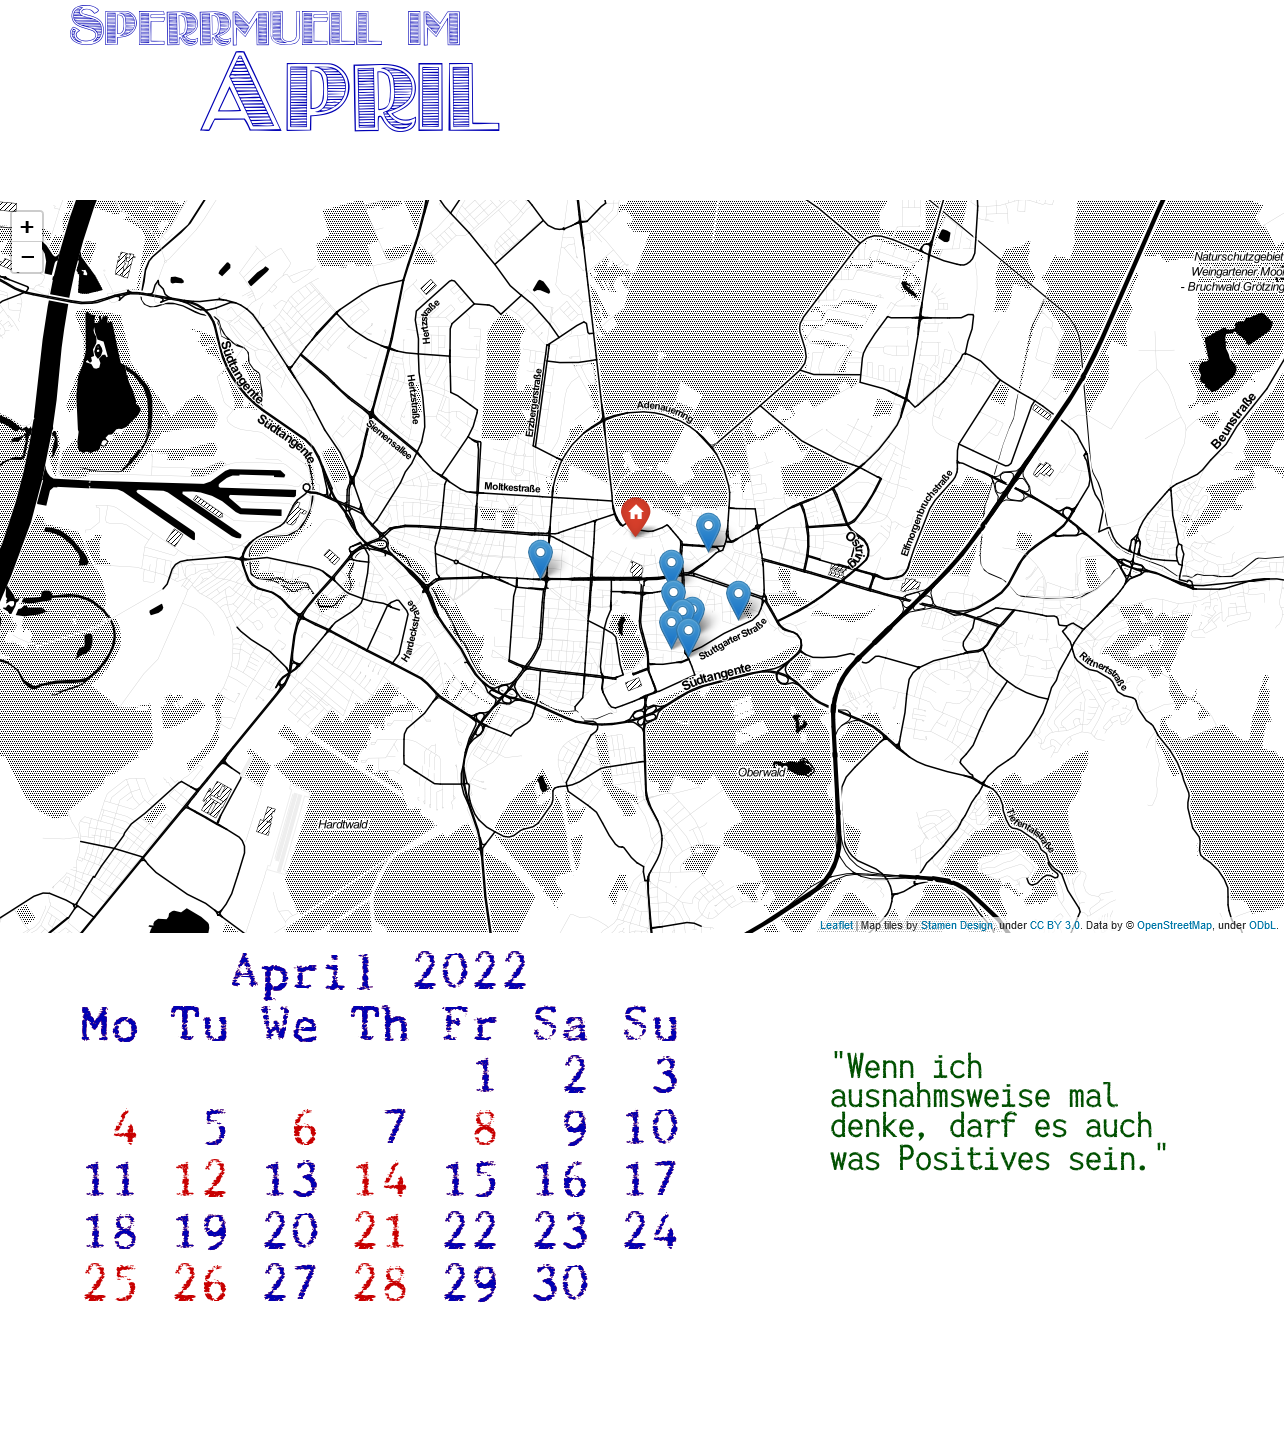 Sperrmuell im
April
+
−
Naturschutzgebiet
Weingartener Moor
- Bruchwald Grötzing
Hertzstraße
Südtangente
Hertzstraße
Erzbergerstraße
Adenauerring
Beunstraße
Südtangente
Siemensallee
Moltkestraße
Elfmorgenbruchstraße
Ostring
Hardeckstraße
Stuttgarter Straße
Südtangente
Rittnertstraße
Oberwald
Hardtwald
Tiefentalstraße
Leaflet | Map tiles by Stamen Design, under CC BY 3.0. Data by © OpenStreetMap, under ODbL.
April 2022
Mo Tu We Th Fr Sa Su
1 2 3
4 5 6 7 8 9 10
11 12 13 14 15 16 17
18 19 20 21 22 23 24
25 26 27 28 29 30
"Wenn ich
ausnahmsweise mal
denke, darf es auch
was Positives sein."